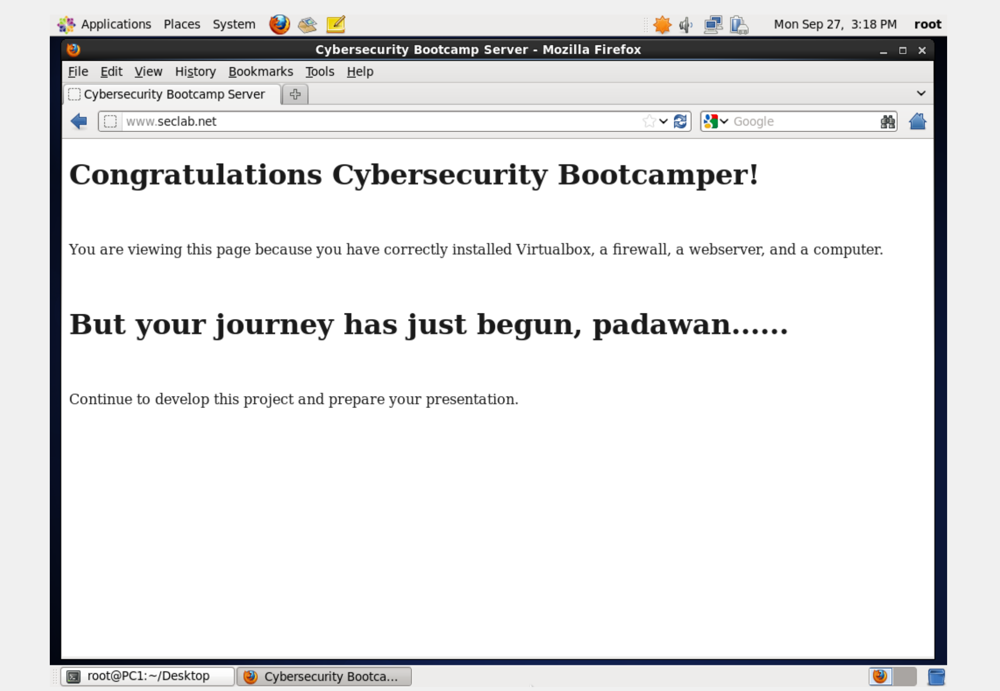 Applications Places System Mon Sep 27, 3:18 PM root
Cybersecurity Bootcamp Server - Mozilla Firefox
File Edit View History Bookmarks Tools Help
Cybersecurity Bootcamp Server
www.seclab.net Google
Congratulations Cybersecurity Bootcamper!
You are viewing this page because you have correctly installed Virtualbox, a firewall, a webserver, and a computer.
But your journey has just begun, padawan......
Continue to develop this project and prepare your presentation.
root@PC1:~/Desktop Cybersecurity Bootca...